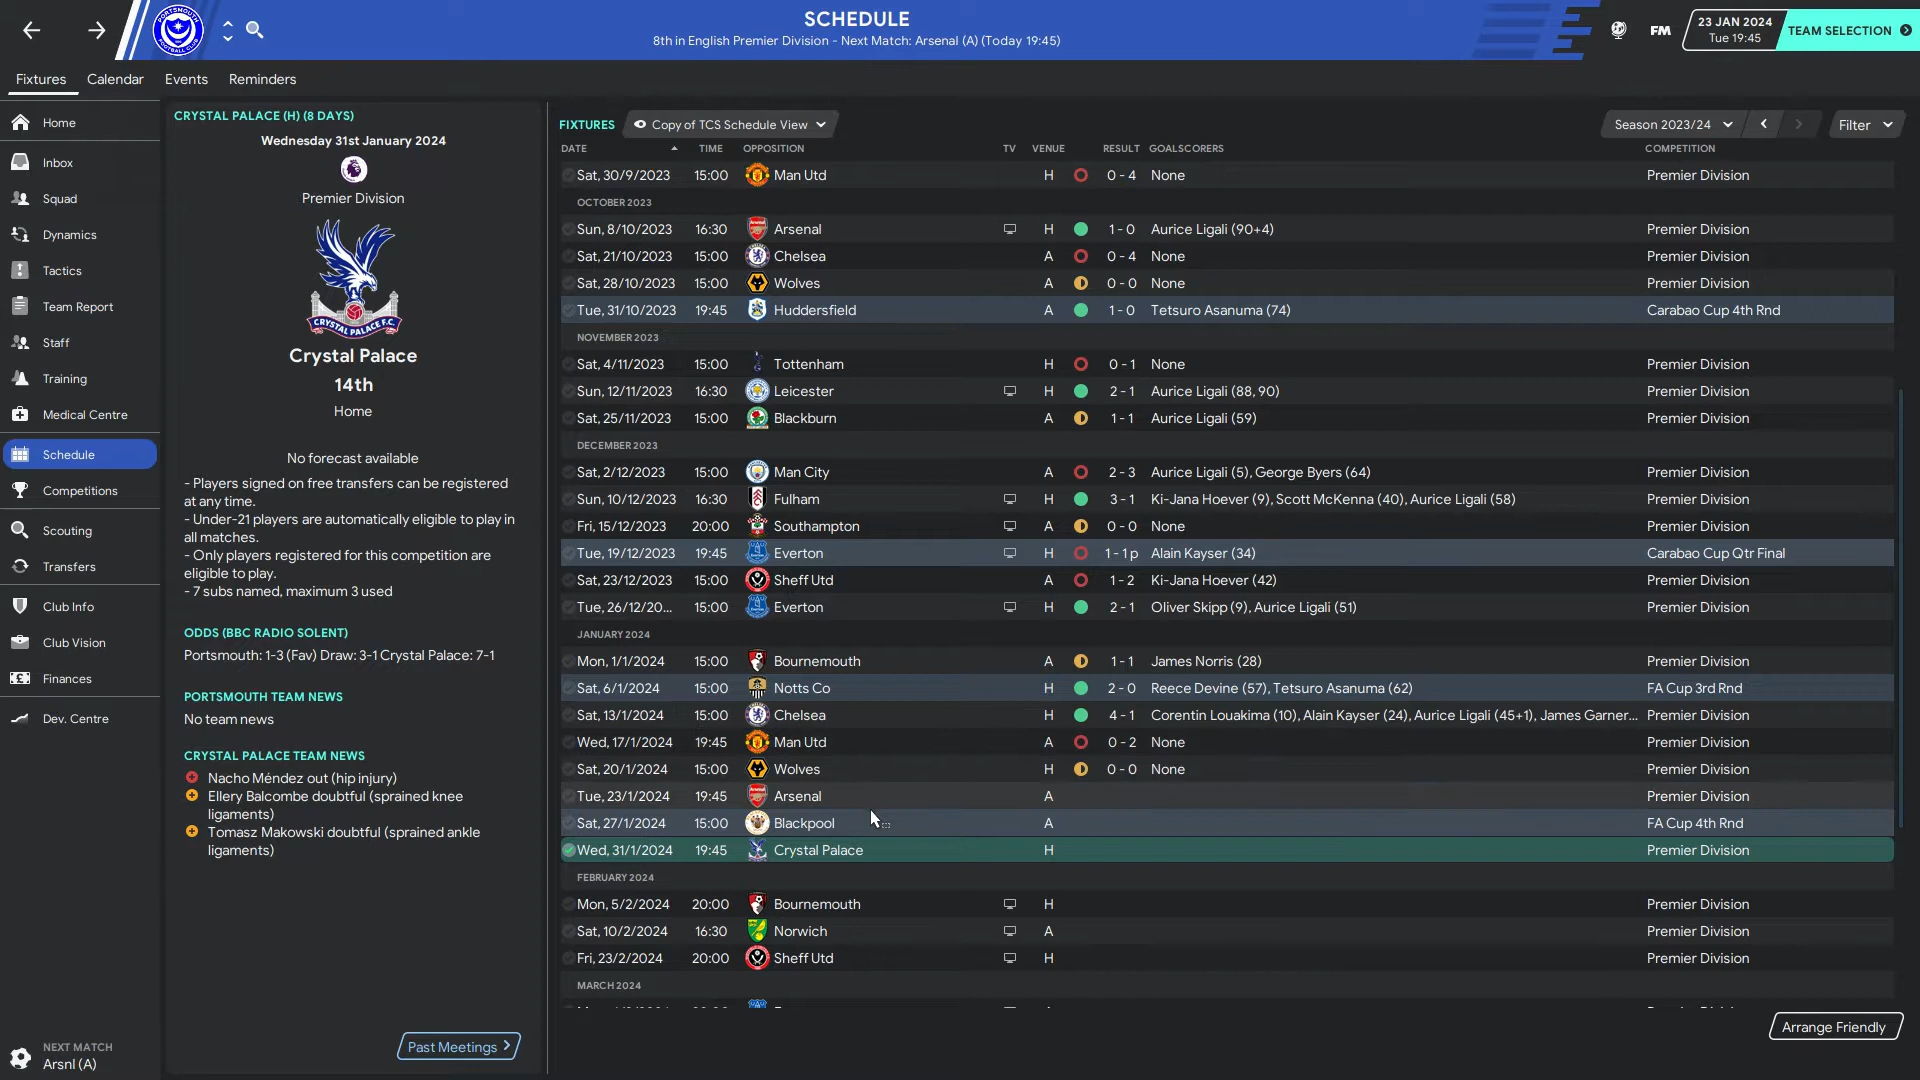 SCHEDULE
8th in English Premier Division - Next Match: Arsenal (A) (Today 19:45)
FM
23 JAN 2024
Tue 19:45
TEAM SELECTION
Fixtures Calendar Events Reminders
Home
Inbox
Squad
Dynamics
Tactics
Team Report
Staff
Training
Medical Centre
Schedule
Competitions
Scouting
Transfers
Club Info
Club Vision
Finances
Dev. Centre
NEXT MATCH
Arsnl (A)
CRYSTAL PALACE (H) (8 DAYS)
Wednesday 31st January 2024
Premier Division
CRYSTAL PALACE F.C.
Crystal Palace
14th
Home
No forecast available
- Players signed on free transfers can be registered
at any time.
- Under-21 players are automatically eligible to play in
all matches.
- Only players registered for this competition are
eligible to play.
- 7 subs named, maximum 3 used
ODDS (BBC RADIO SOLENT)
Portsmouth: 1-3 (Fav) Draw: 3-1 Crystal Palace: 7-1
PORTSMOUTH TEAM NEWS
No team news
CRYSTAL PALACE TEAM NEWS
Nacho Méndez out (hip injury)
Ellery Balcombe doubtful (sprained knee
ligaments)
Tomasz Makowski doubtful (sprained ankle
ligaments)
Past Meetings
FIXTURES Copy of TCS Schedule View Season 2023/24 Filter
DATE TIME OPPOSITION TV VENUE RESULT GOALSCORERS COMPETITION
Sat, 30/9/2023 15:00 Man Utd H 0 - 4 None Premier Division
OCTOBER 2023
Sun, 8/10/2023 16:30 Arsenal H 1 - 0 Aurice Ligali (90+4) Premier Division
Sat, 21/10/2023 15:00 Chelsea A 0 - 4 None Premier Division
Sat, 28/10/2023 15:00 Wolves A 0 - 0 None Premier Division
Tue, 31/10/2023 19:45 Huddersfield A 1 - 0 Tetsuro Asanuma (74) Carabao Cup 4th Rnd
NOVEMBER 2023
Sat, 4/11/2023 15:00 Tottenham H 0 - 1 None Premier Division
Sun, 12/11/2023 16:30 Leicester H 2 - 1 Aurice Ligali (88, 90) Premier Division
Sat, 25/11/2023 15:00 Blackburn A 1 - 1 Aurice Ligali (59) Premier Division
DECEMBER 2023
Sat, 2/12/2023 15:00 Man City A 2 - 3 Aurice Ligali (5), George Byers (64) Premier Division
Sun, 10/12/2023 16:30 Fulham H 3 - 1 Ki-Jana Hoever (9), Scott McKenna (40), Aurice Ligali (58) Premier Division
Fri, 15/12/2023 20:00 Southampton A 0 - 0 None Premier Division
Tue, 19/12/2023 19:45 Everton H 1 - 1 p Alain Kayser (34) Carabao Cup Qtr Final
Sat, 23/12/2023 15:00 Sheff Utd A 1 - 2 Ki-Jana Hoever (42) Premier Division
Tue, 26/12/20... 15:00 Everton H 2 - 1 Oliver Skipp (9), Aurice Ligali (51) Premier Division
JANUARY 2024
Mon, 1/1/2024 15:00 Bournemouth A 1 - 1 James Norris (28) Premier Division
Sat, 6/1/2024 15:00 Notts Co H 2 - 0 Reece Devine (57), Tetsuro Asanuma (62) FA Cup 3rd Rnd
Sat, 13/1/2024 15:00 Chelsea H 4 - 1 Corentin Louakima (10), Alain Kayser (24), Aurice Ligali (45+1), James Garner... Premier Division
Wed, 17/1/2024 19:45 Man Utd A 0 - 2 None Premier Division
Sat, 20/1/2024 15:00 Wolves H 0 - 0 None Premier Division
Tue, 23/1/2024 19:45 Arsenal A Premier Division
Sat, 27/1/2024 15:00 Blackpool A FA Cup 4th Rnd
Wed, 31/1/2024 19:45 Crystal Palace H Premier Division
FEBRUARY 2024
Mon, 5/2/2024 20:00 Bournemouth H Premier Division
Sat, 10/2/2024 16:30 Norwich A Premier Division
Fri, 23/2/2024 20:00 Sheff Utd H Premier Division
MARCH 2024
Arrange Friendly